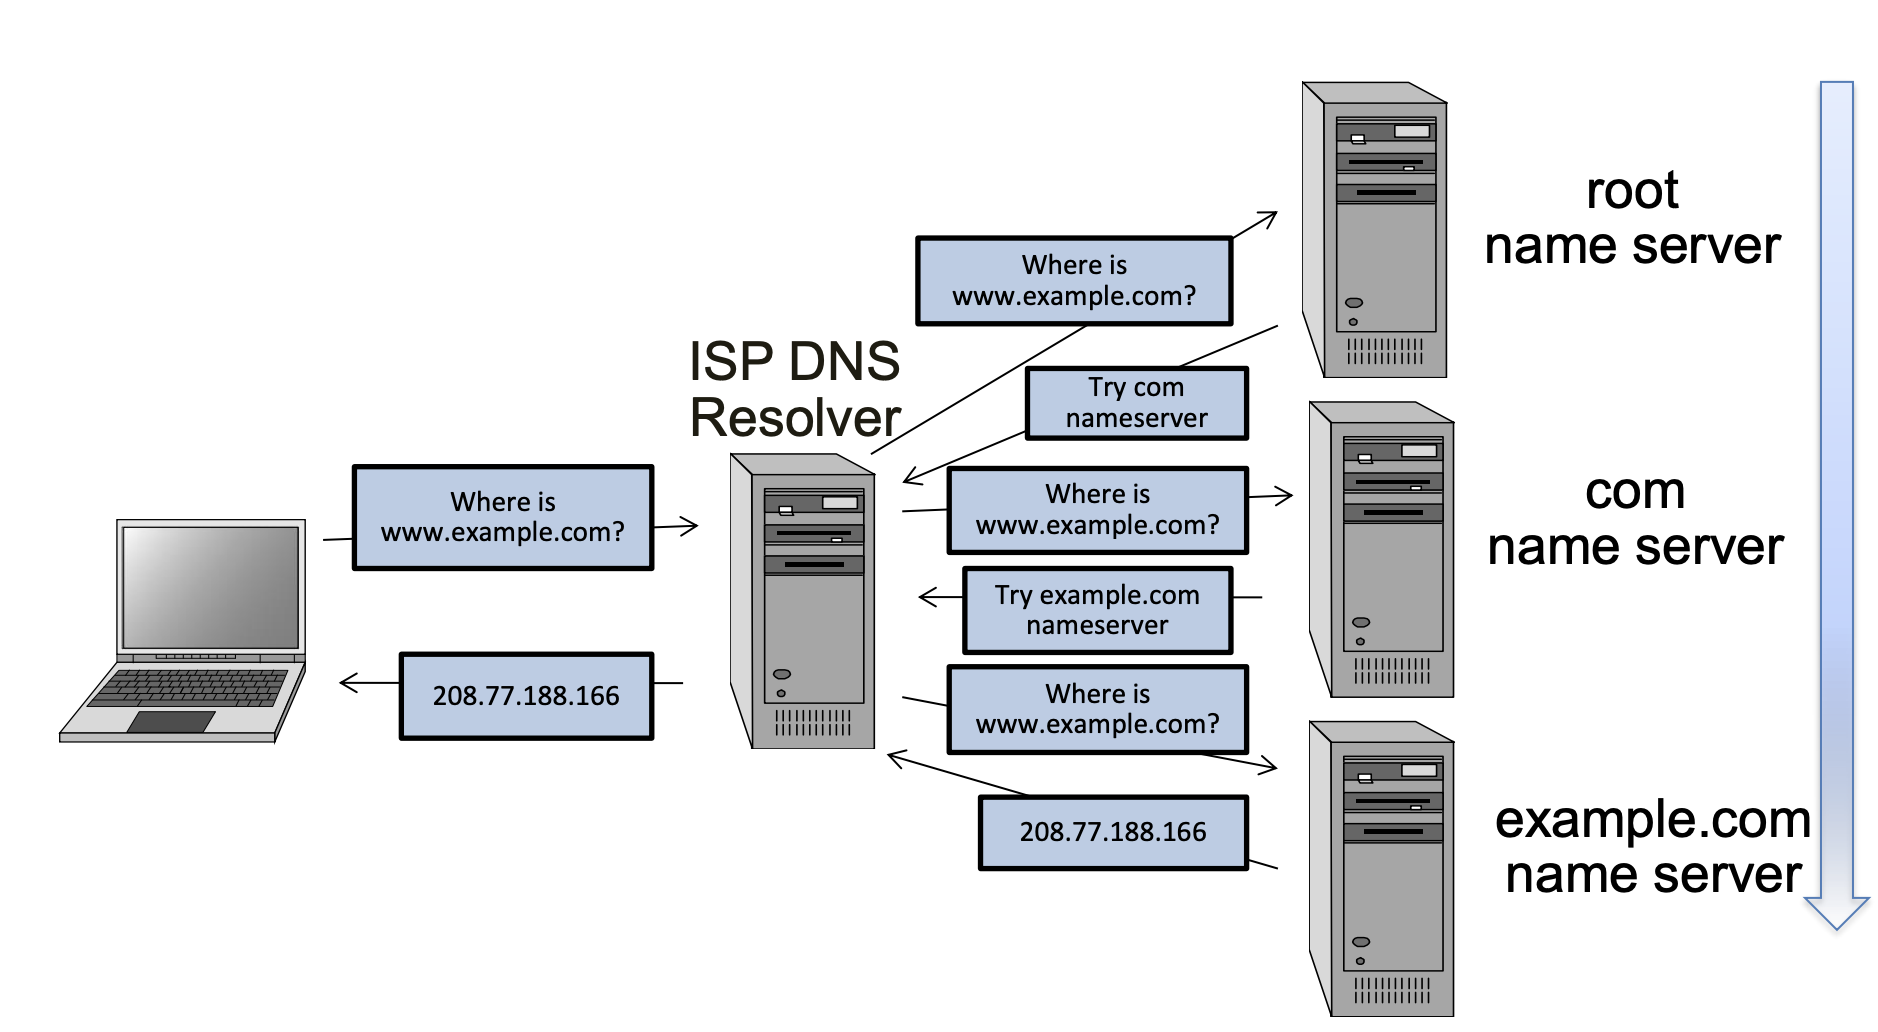 root
name server
Where is
www.example.com?
ISP DNS
Resolver
Try com
nameserver
Where is
www.example.com?
Where is
www.example.com?
com
name server
Try example.com
nameserver
208.77.188.166
Where is
www.example.com?
208.77.188.166
example.com
name server